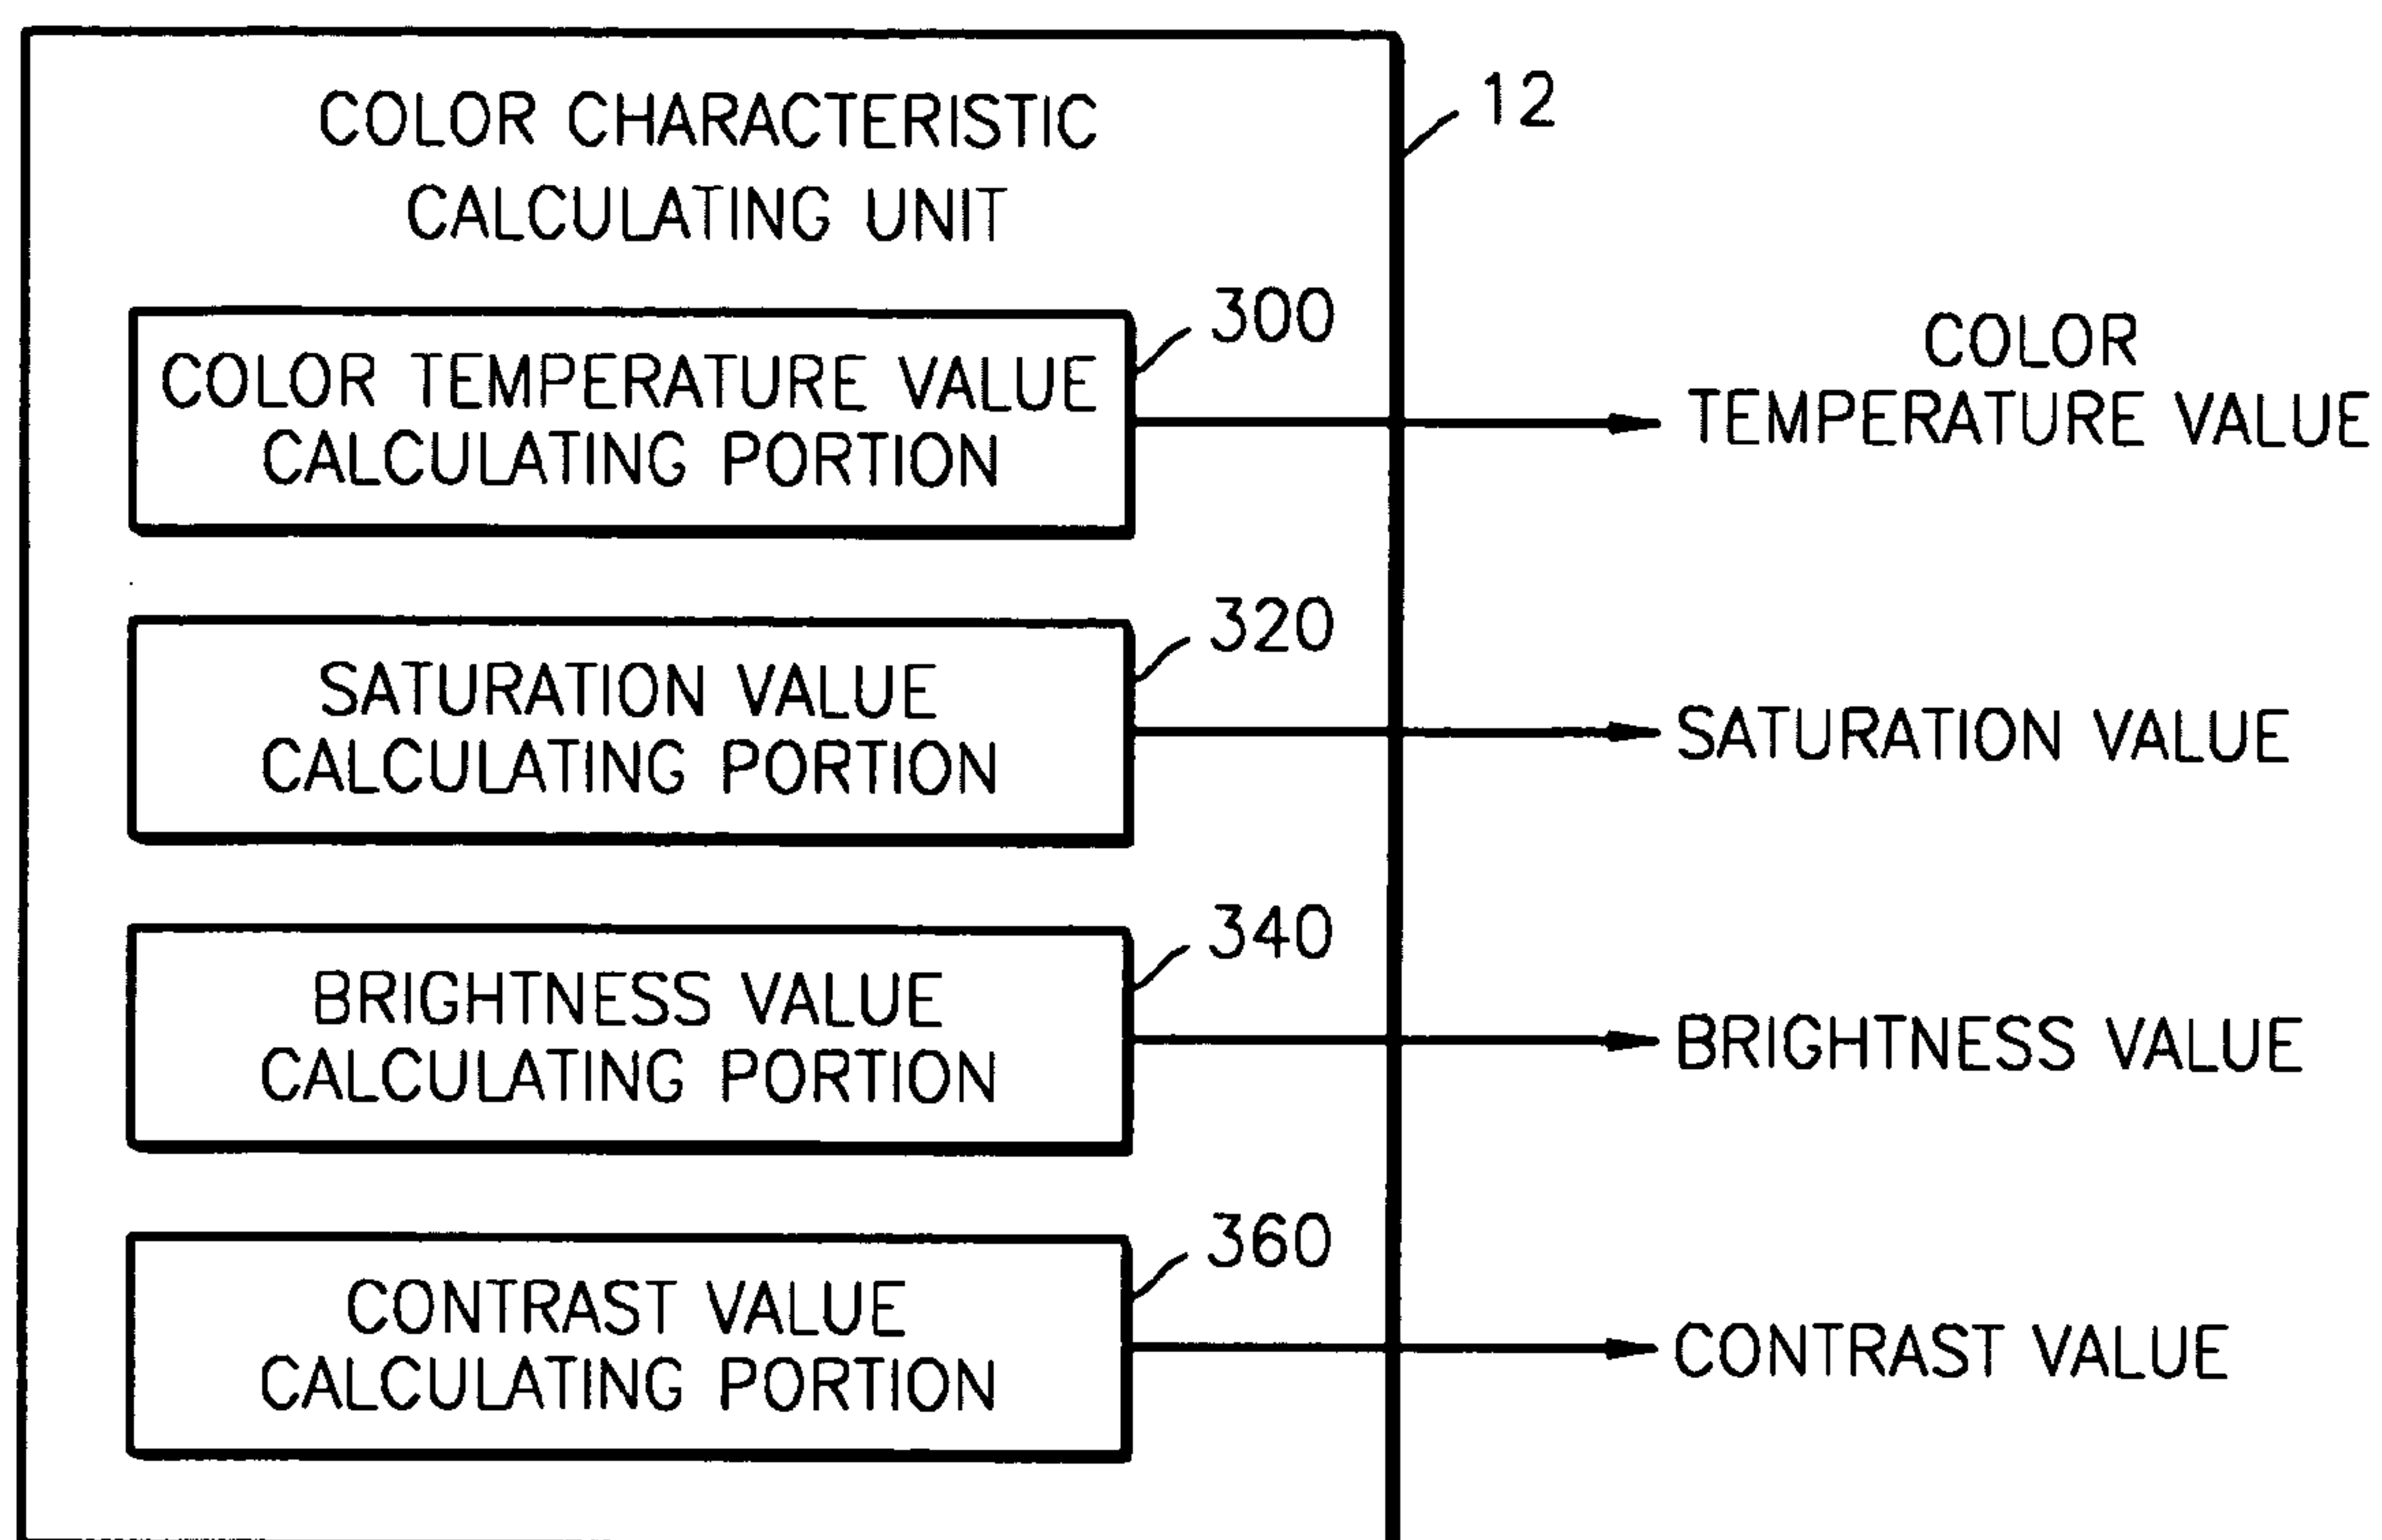 COLOR CHARACTERISTIC
CALCULATING UNIT
12
300
COLOR TEMPERATURE VALUE
CALCULATING PORTION
COLOR
TEMPERATURE VALUE
320
SATURATION VALUE
CALCULATING PORTION
SATURATION VALUE
340
BRIGHTNESS VALUE
CALCULATING PORTION
BRIGHTNESS VALUE
360
CONTRAST VALUE
CALCULATING PORTION
CONTRAST VALUE